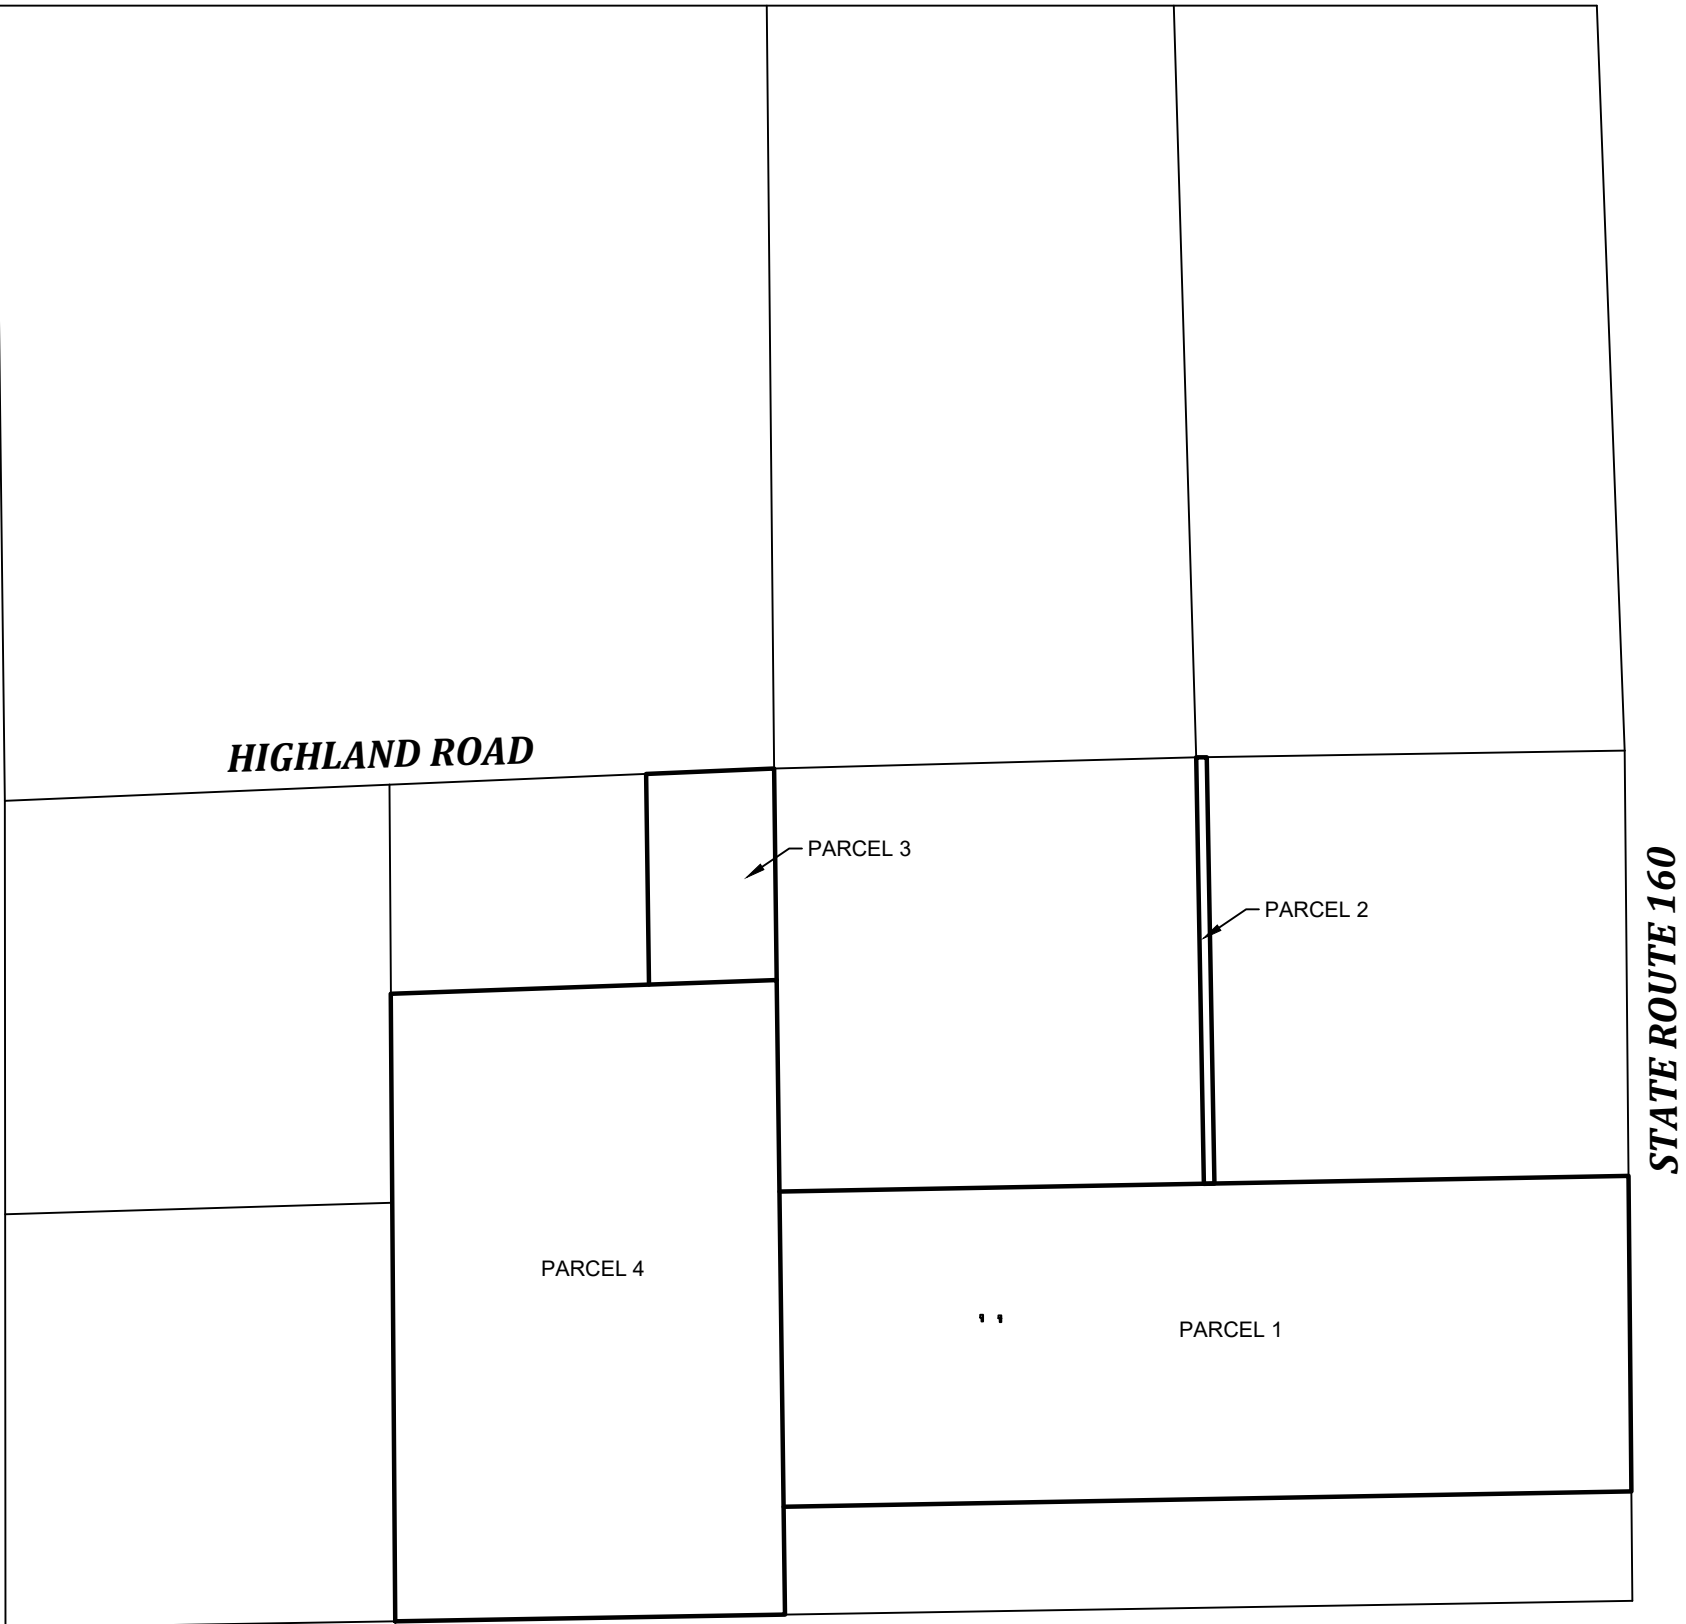 HIGHLAND ROAD
PARCEL 3
PARCEL 2
STATE ROUTE 160
PARCEL 4
PARCEL 1